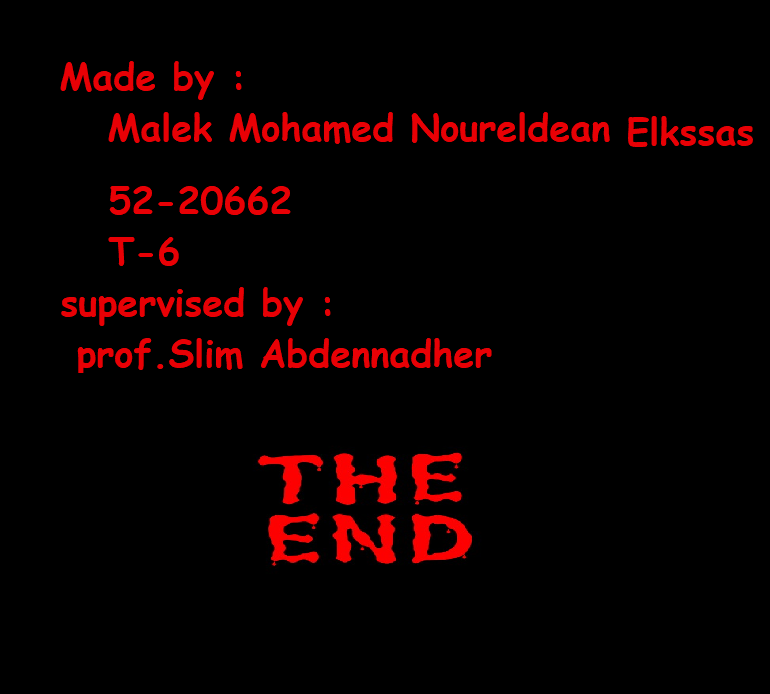 Made by :
Malek Mohamed Noureldean Elkssas
52-20662
T-6
supervised by :
prof.Slim Abdennadher
THE
END